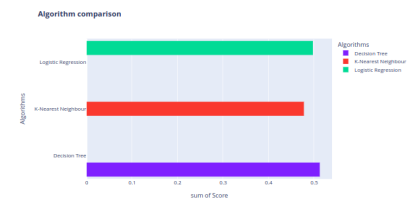 Algorithm comparison
Algorithms
Decision Tree
K-Nearest Neighbour
Logistic Regression
Logistic Regression
K-Nearest Neighbour
Decision Tree
Algorithms
0
0.1
0.2
0.3
0.4
0.5
sum of Score